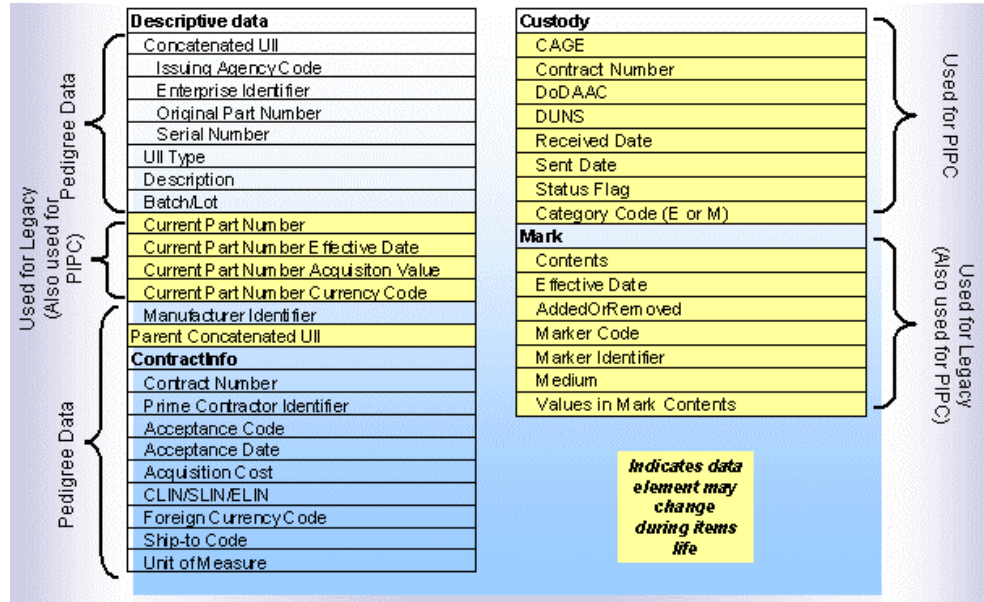 Descriptive data
Concatenated UII
Issuing Agency Code
Enterprise Identifier
Original Part Number
Serial Number
UII Type
Description
Batch/Lot
Current Part Number
Current Part Number Effective Date
Current Part Number Acquisiton Value
Current Part Number Currency Code
Manufacturer Identifier
Parent Concatenated UII
ContractInfo
Contract Number
Prime Contractor Identifier
Acceptance Code
Acceptance Date
Acquisition Cost
CLIN/SLIN/ELIN
Foreign Currency Code
Ship-to Code
Unit of Measure
Pedigree Data
Used for Legacy
(Also used for
PIPC)
Pedigree Data
Custody
CAGE
Contract Number
DoDAAC
DUNS
Received Date
Sent Date
Status Flag
Category Code (E or M)
Mark
Contents
Effective Date
AddedOrRemoved
Marker Code
Marker Identifier
Medium
Values in Mark Contents
Used for PIPC
Used for Legacy
(Also used for PIPC)
Indicates data
element may
change
during items
life